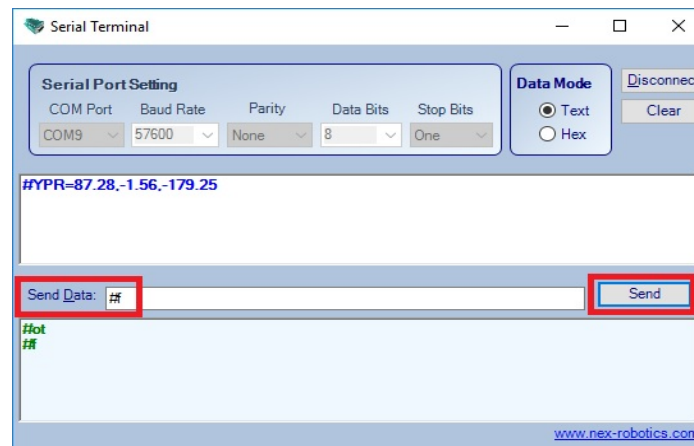 Serial Terminal
Serial Port Setting
COM Port Baud Rate Parity Data Bits Stop Bits
COM9 57600 None 8 One
Data Mode
Text
Hex
Disconnec
Clear
#YPR=87.28,-1.56,-179.25
Send Data: #f
Send
#ot
#f
www.nex-robotics.com